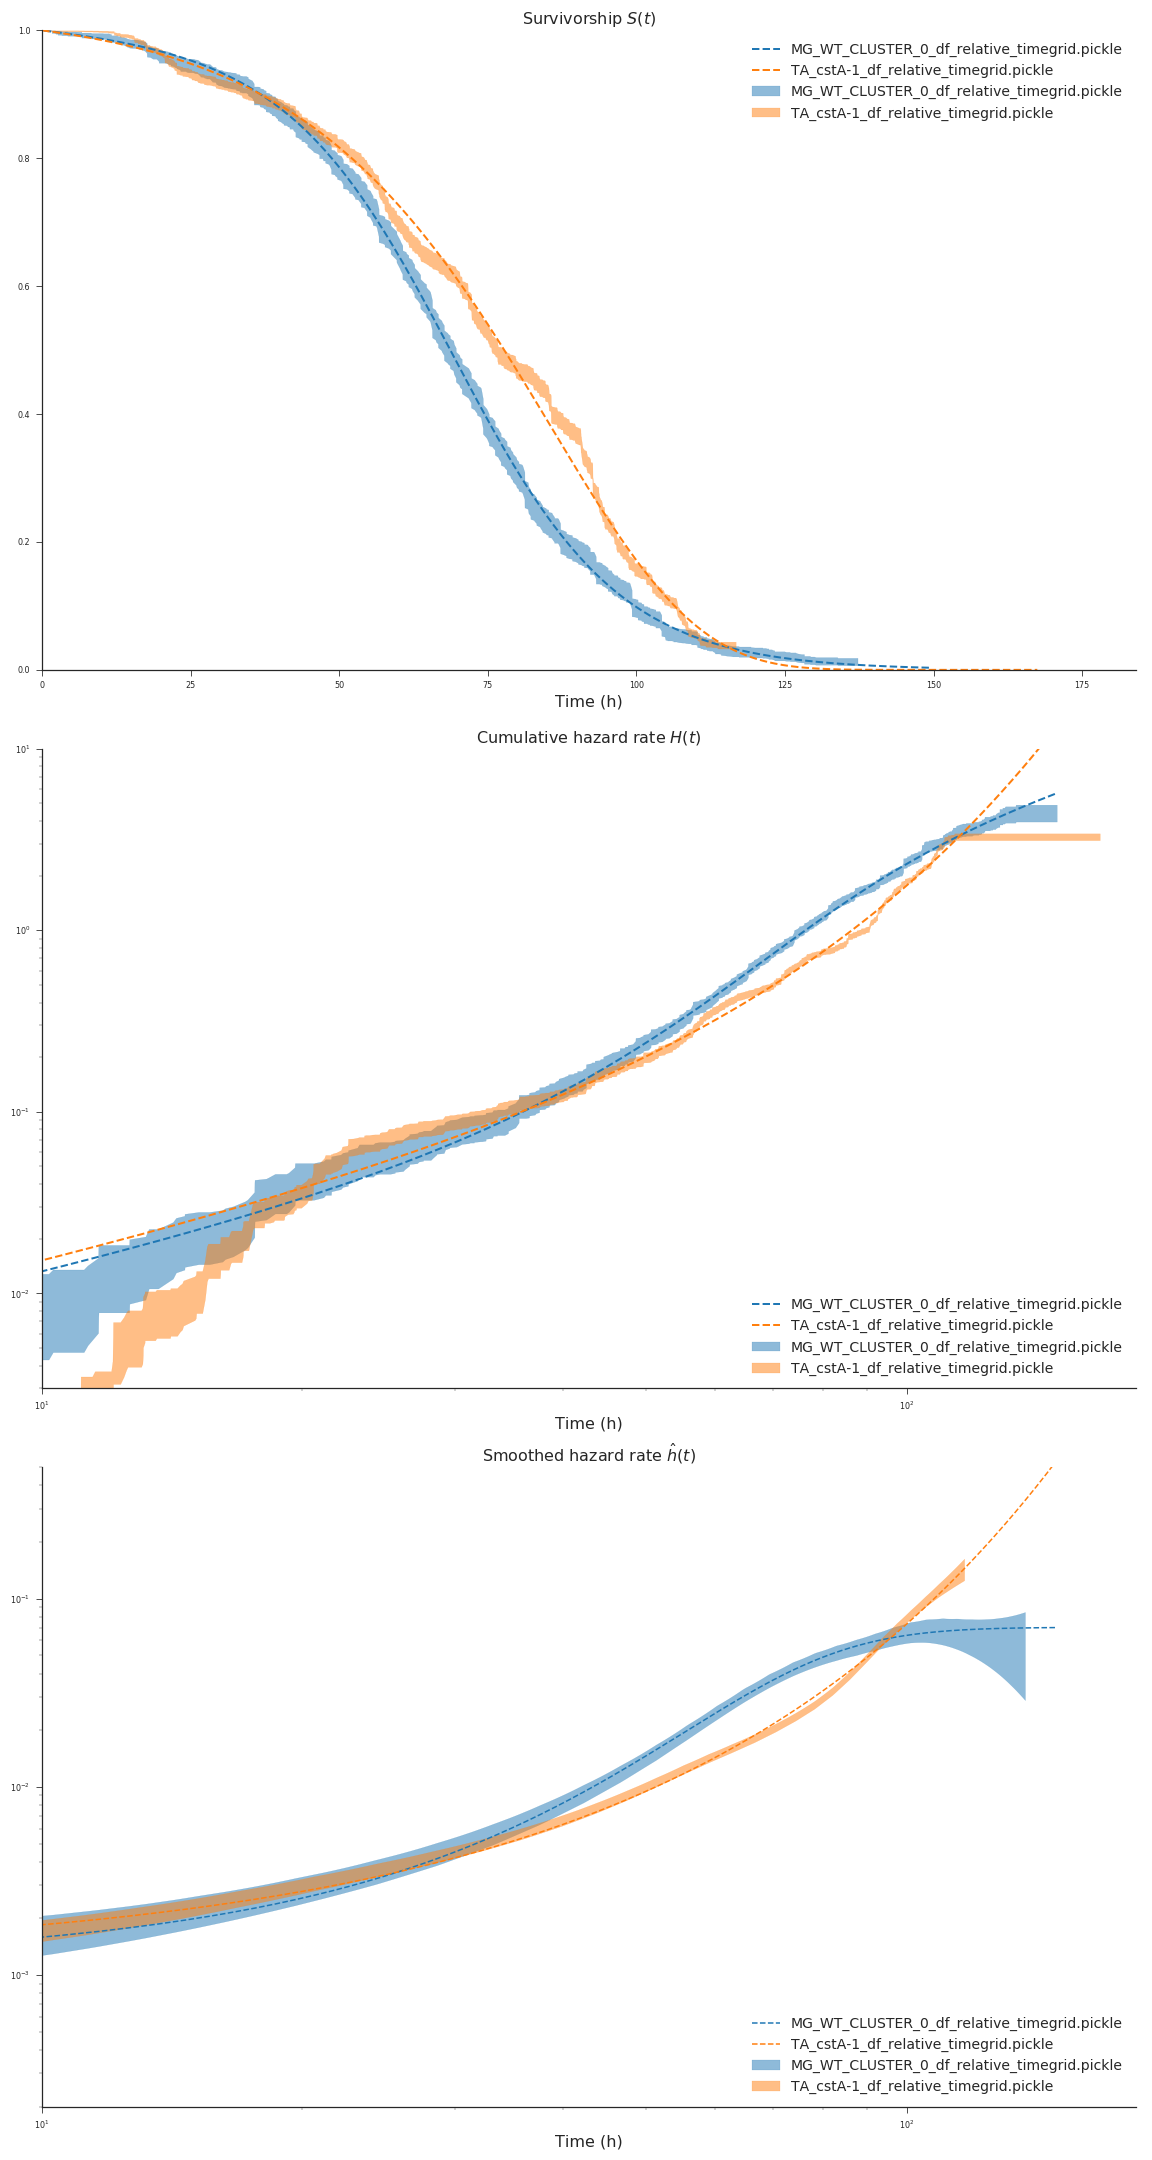 Survivorship S(t)
1.0
0.8
0.6
0.4
0.2
0.0
MG_WT_CLUSTER_0_df_relative_timegrid.pickle
TA_cstA-1_df_relative_timegrid.pickle
MG_WT_CLUSTER_0_df_relative_timegrid.pickle
TA_cstA-1_df_relative_timegrid.pickle
0 25 50 75 100 125 150 175
Time (h)
Cumulative hazard rate H(t)
10¹
10⁰
10⁻¹
10⁻²
MG_WT_CLUSTER_0_df_relative_timegrid.pickle
TA_cstA-1_df_relative_timegrid.pickle
MG_WT_CLUSTER_0_df_relative_timegrid.pickle
TA_cstA-1_df_relative_timegrid.pickle
10¹ 10²
Time (h)
Smoothed hazard rate ĥ(t)
10⁻¹
10⁻²
10⁻³
MG_WT_CLUSTER_0_df_relative_timegrid.pickle
TA_cstA-1_df_relative_timegrid.pickle
MG_WT_CLUSTER_0_df_relative_timegrid.pickle
TA_cstA-1_df_relative_timegrid.pickle
10¹ 10²
Time (h)